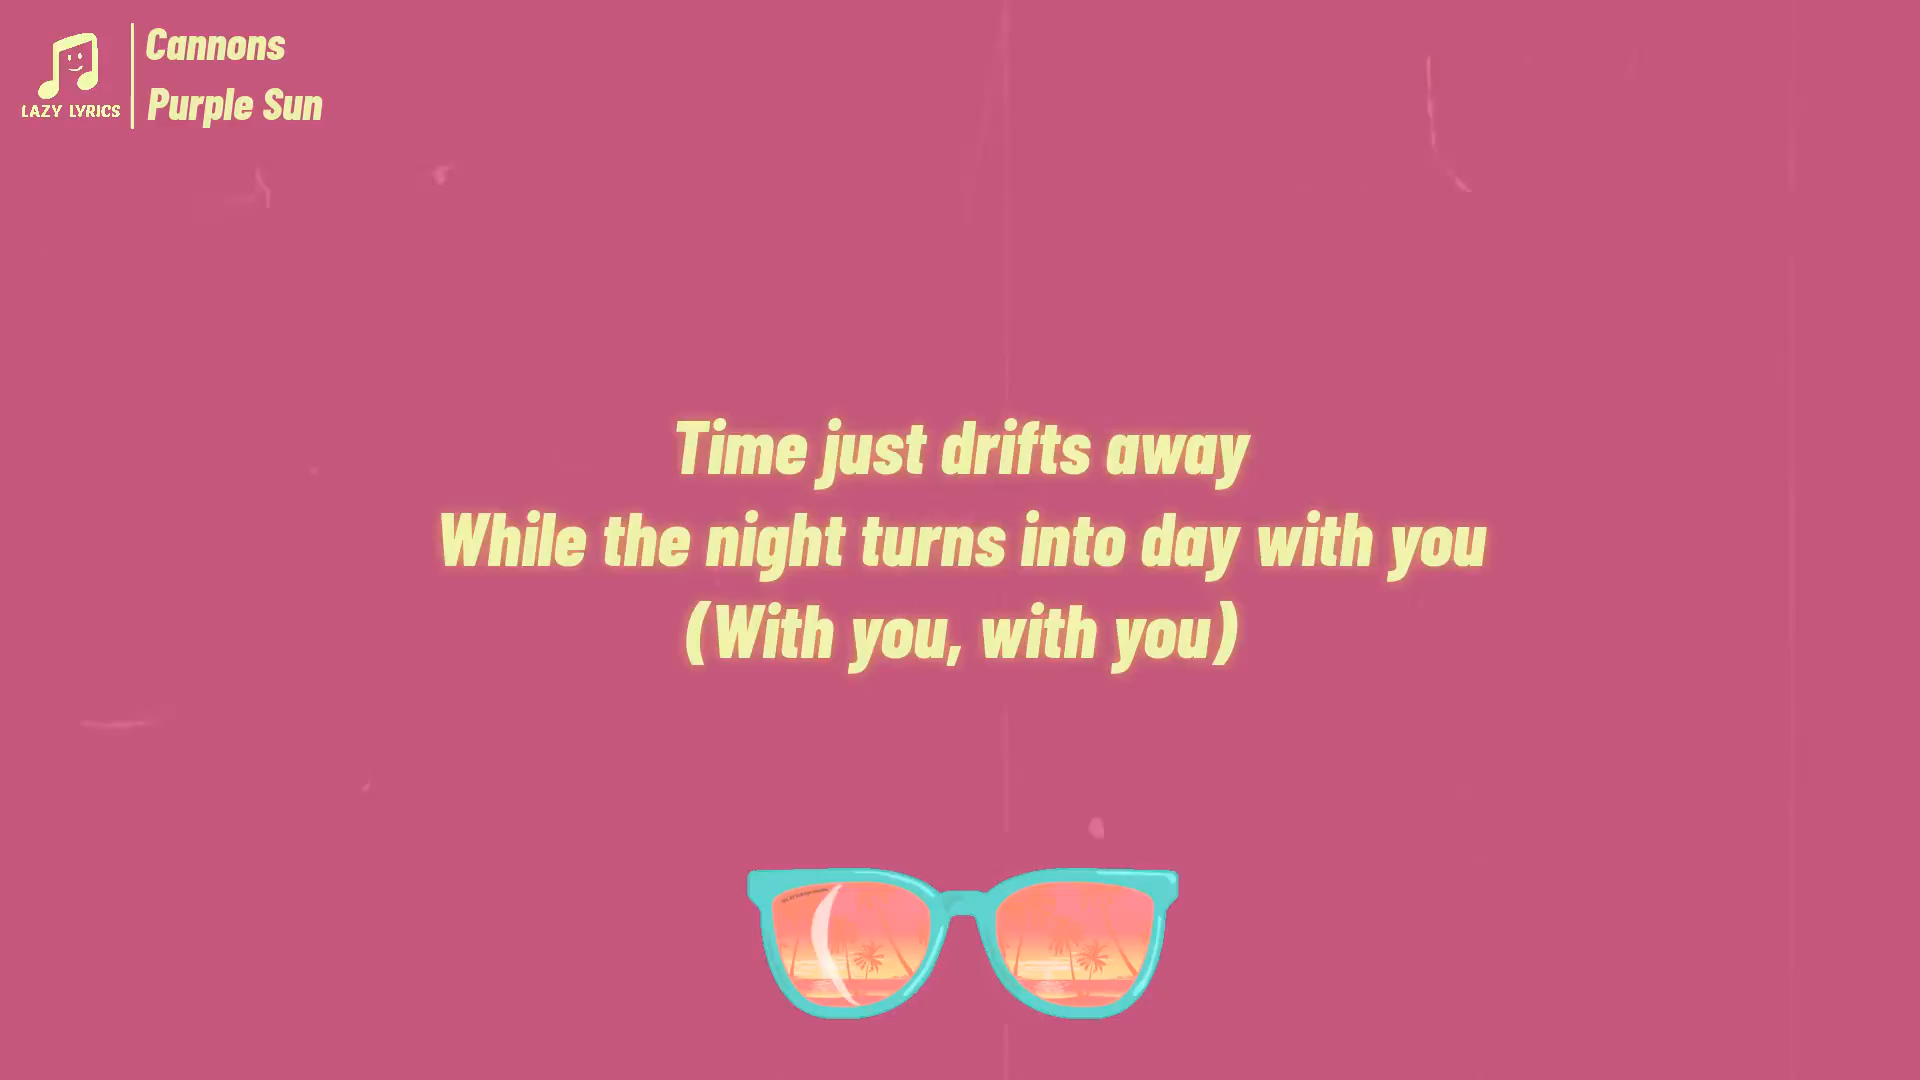 Cannons
LAZY LYRICS
Purple Sun
Time just drifts away
While the night turns into day with you
(With you, with you)